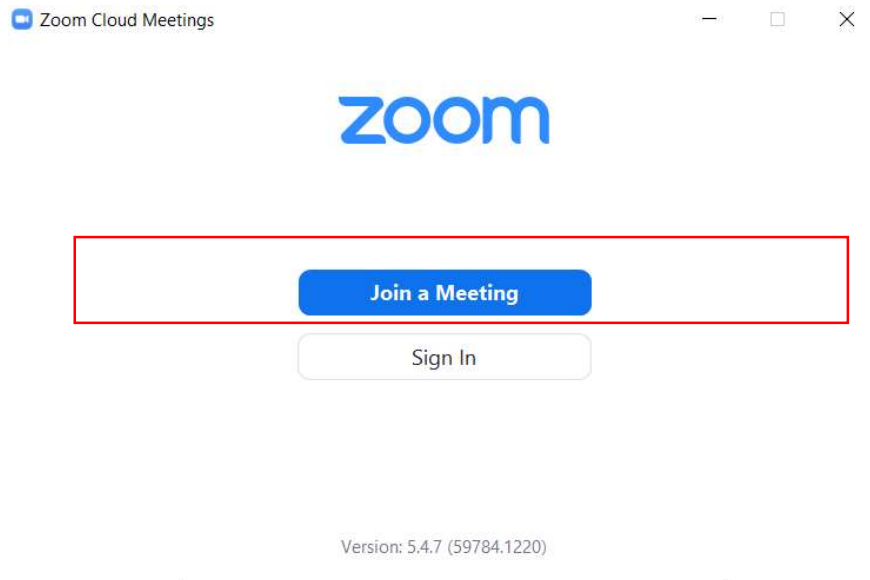 Zoom Cloud Meetings
zoom
Join a Meeting
Sign In
Version: 5.4.7 (59784.1220)